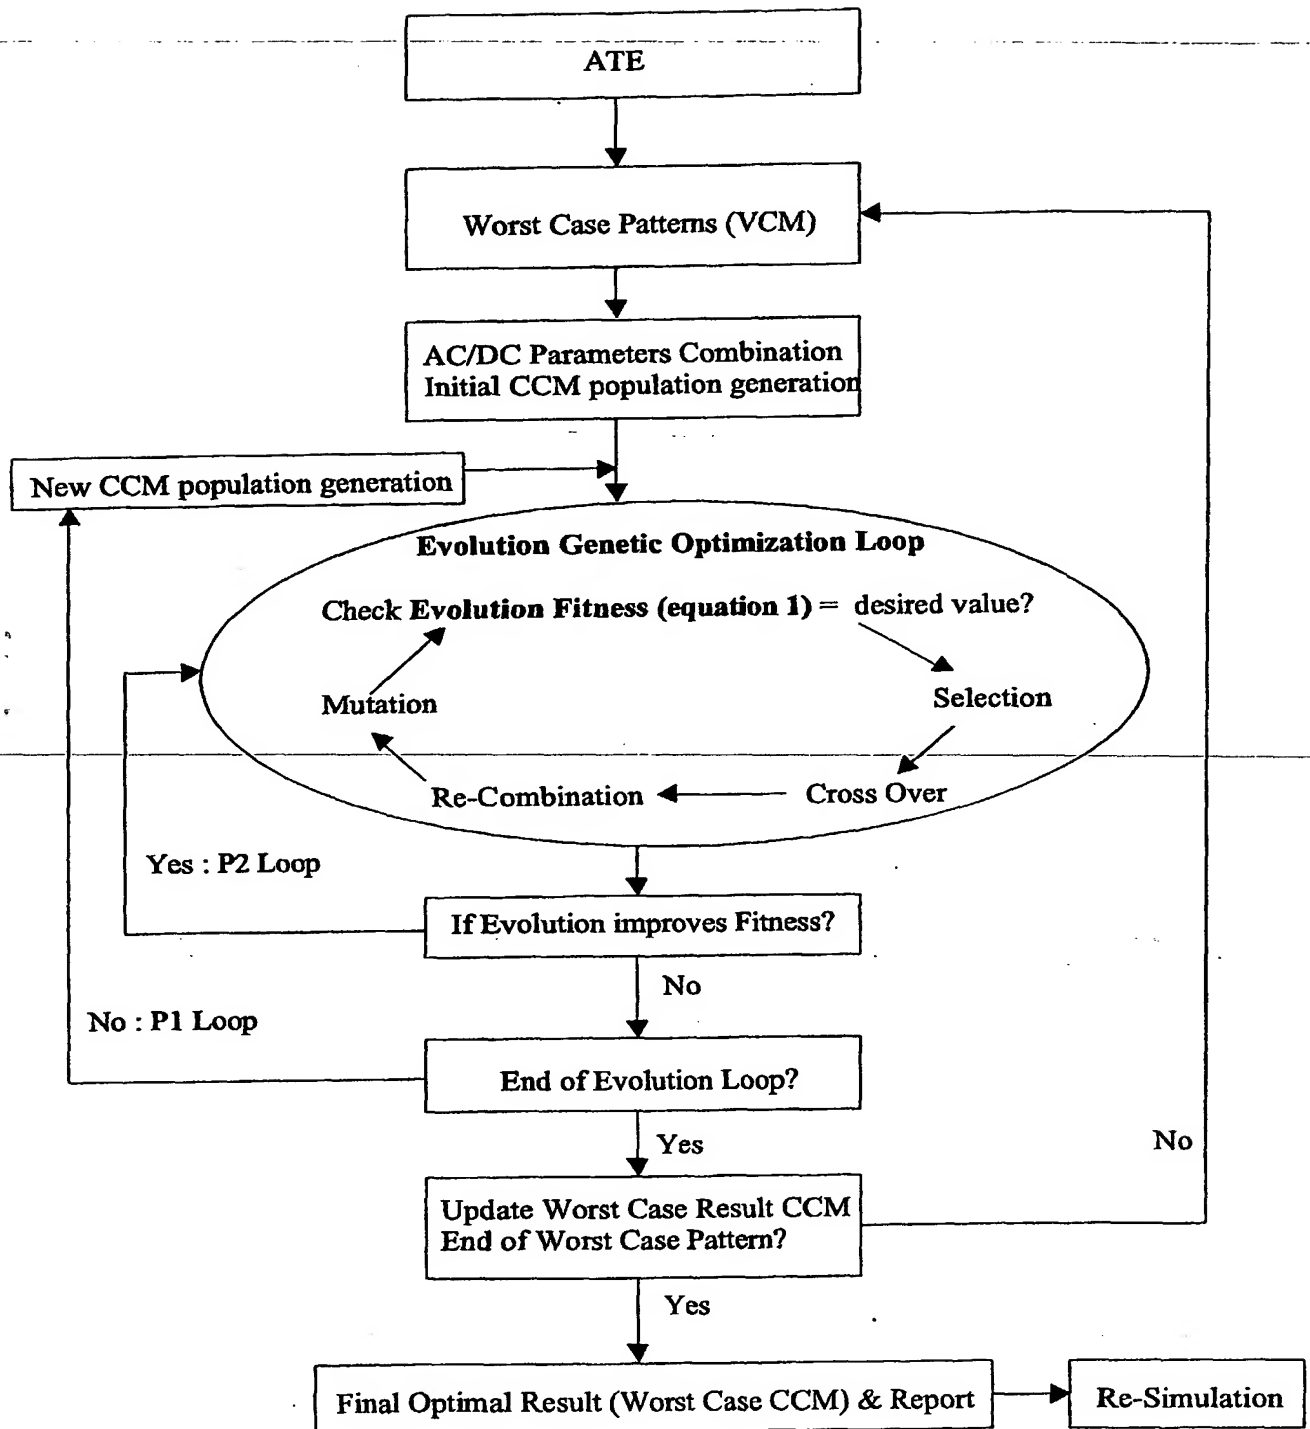 ATE
Worst Case Patterns (VCM)
AC/DC Parameters Combination
Initial CCM population generation
New CCM population generation
Evolution Genetic Optimization Loop
Check Evolution Fitness (equation 1) = desired value?
Mutation
Selection
Re-Combination
Cross Over
Yes : P2 Loop
If Evolution improves Fitness?
No
No : P1 Loop
End of Evolution Loop?
Yes
No
Update Worst Case Result CCM
End of Worst Case Pattern?
Yes
Final Optimal Result (Worst Case CCM) & Report
Re-Simulation